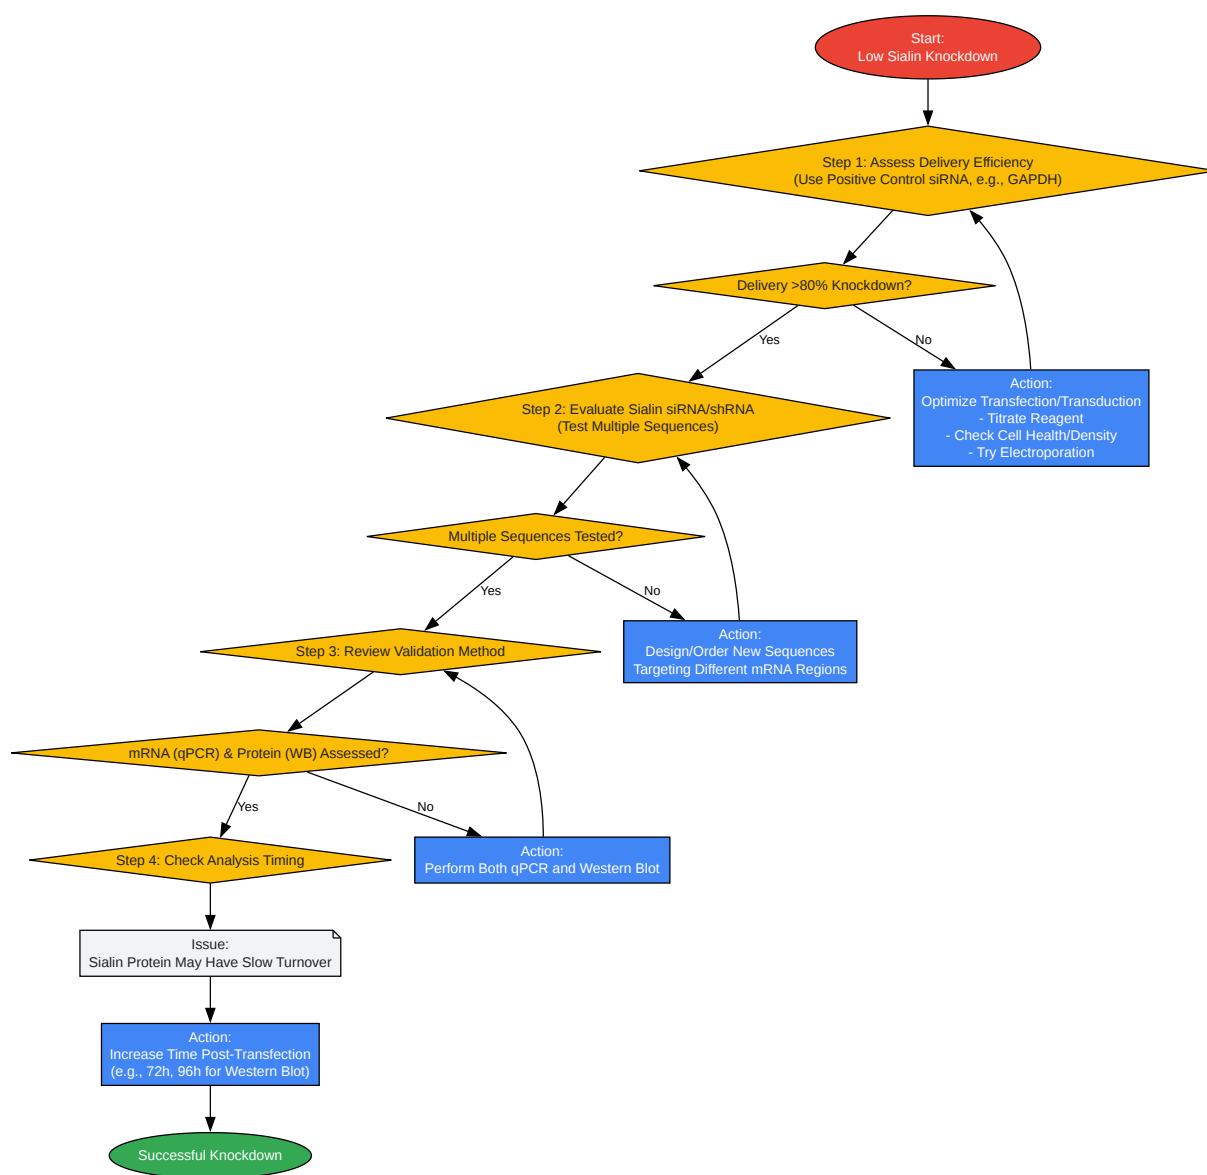 Start:
Low Sialin Knockdown
Step 1: Assess Delivery Efficiency
(Use Positive Control siRNA, e.g., GAPDH)
Delivery >80% Knockdown?
Yes
No
Action:
Optimize Transfection/Transduction
- Titrate Reagent
- Check Cell Health/Density
- Try Electroporation
Step 2: Evaluate Sialin siRNA/shRNA
(Test Multiple Sequences)
Multiple Sequences Tested?
Yes
No
Action:
Design/Order New Sequences
Targeting Different mRNA Regions
Step 3: Review Validation Method
mRNA (qPCR) & Protein (WB) Assessed?
Yes
No
Action:
Perform Both qPCR and Western Blot
Step 4: Check Analysis Timing
Issue:
Sialin Protein May Have Slow Turnover
Action:
Increase Time Post-Transfection
(e.g., 72h, 96h for Western Blot)
Successful Knockdown